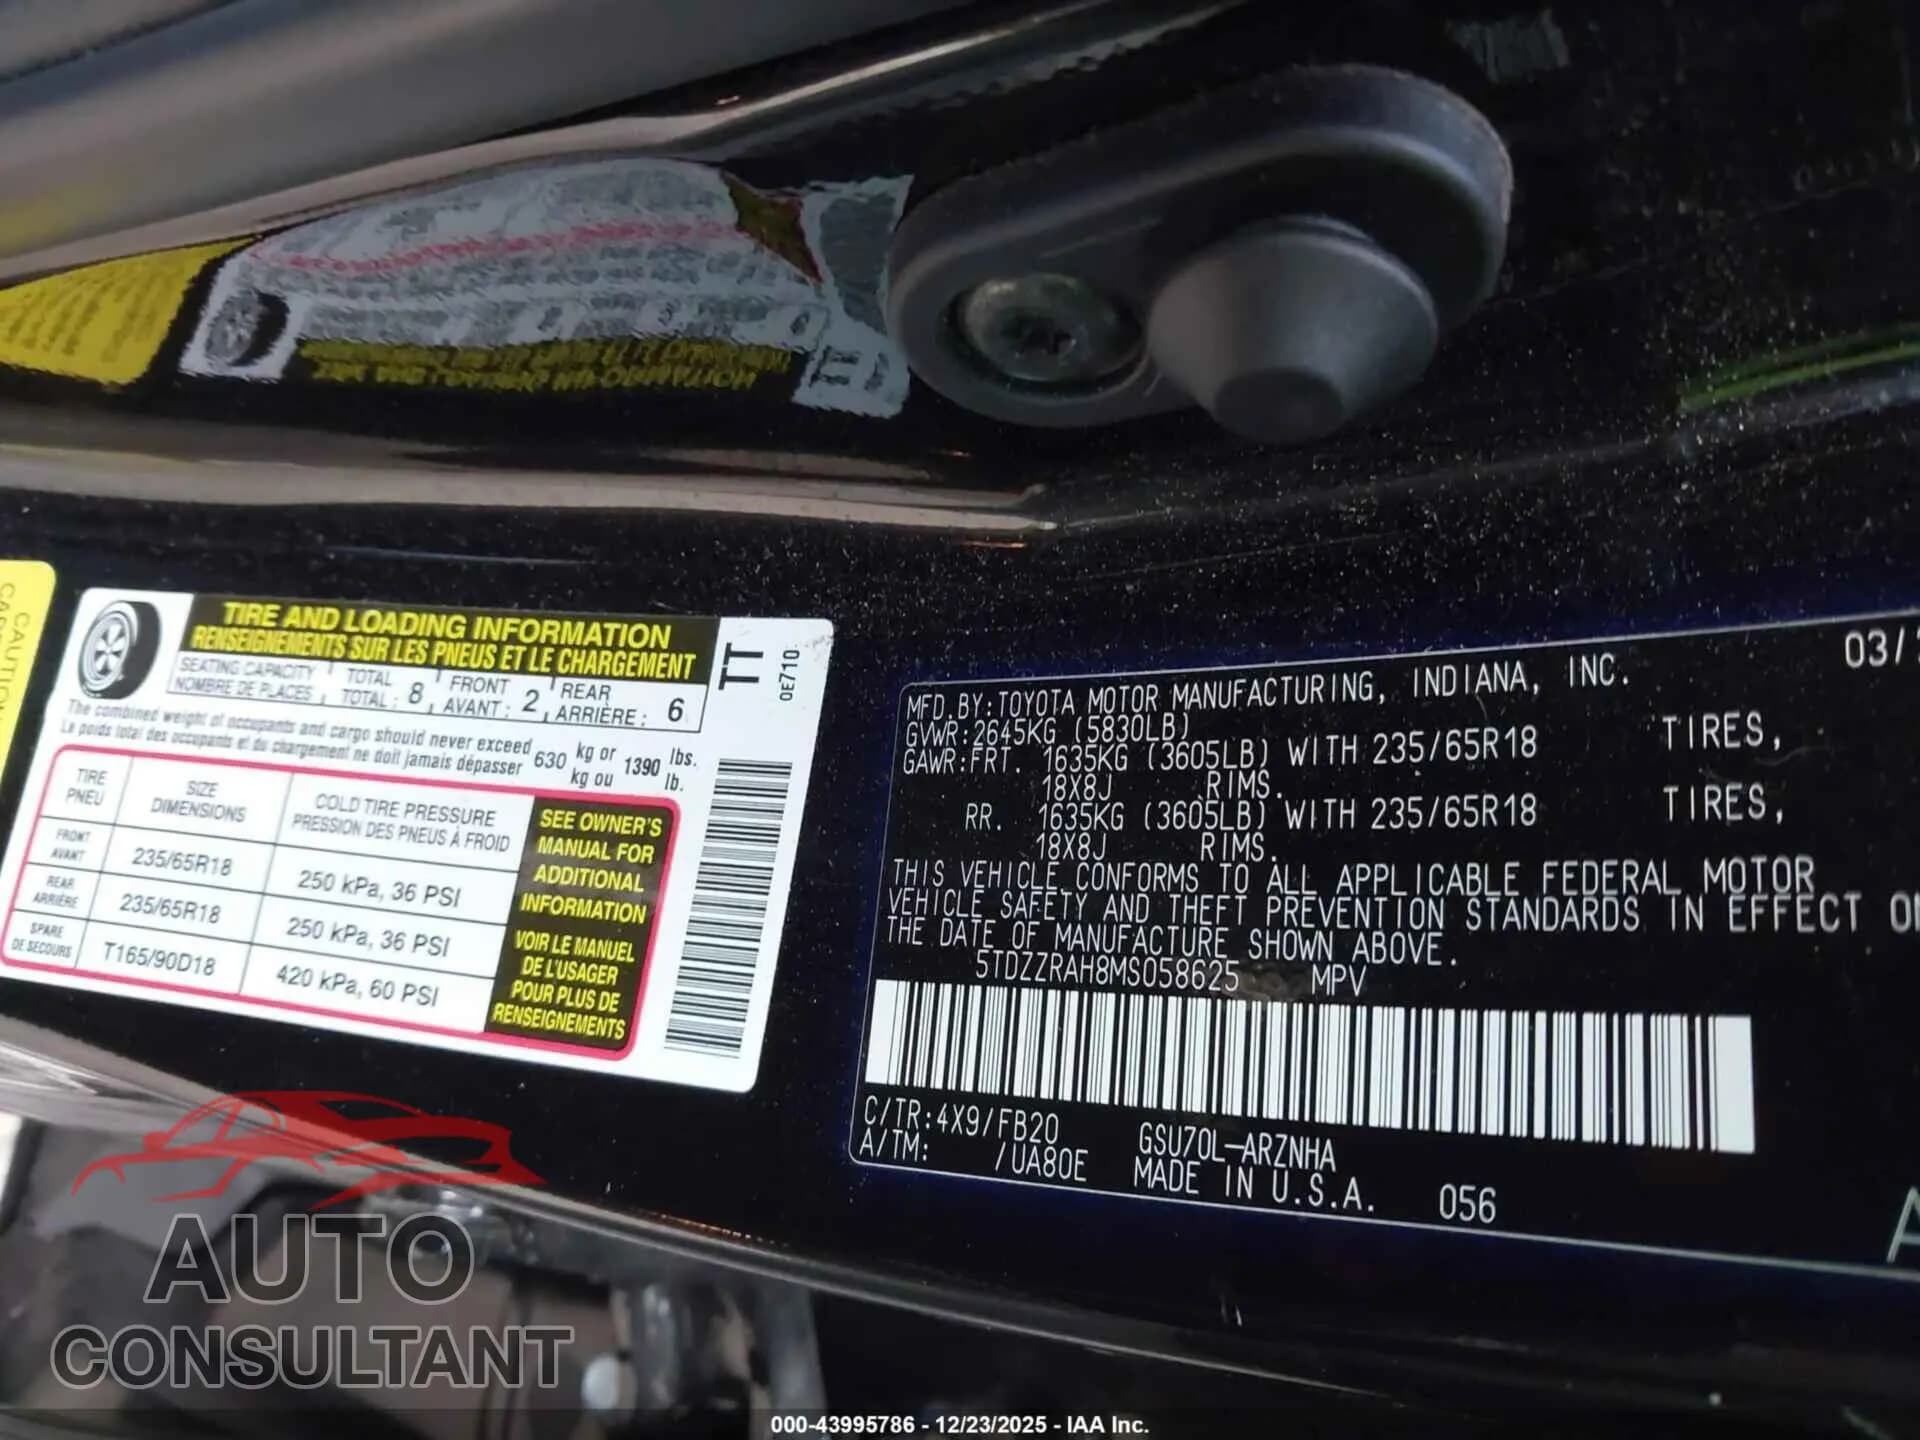 TIRE AND LOADING INFORMATION
RENSEIGNEMENTS SUR LES PNEUS ET LE CHARGEMENT
SEATING CAPACITY TOTAL FRONT REAR
NOMBRE DE PLACES TOTAL: 8 AVANT: 2 ARRIÈRE: 6
The combined weight of occupants and cargo should never exceed 630 kg or 1390 lbs.
Le poids total des occupants et du chargement ne doit jamais dépasser kg ou lb.
TIRE PNEU SIZE DIMENSIONS COLD TIRE PRESSURE PRESSION DES PNEUS À FROID
FRONT AVANT 235/65R18 250 kPa, 36 PSI
REAR ARRIÈRE 235/65R18 250 kPa, 36 PSI
SPARE DE SECOURS T165/90D18 420 kPa, 60 PSI
SEE OWNER'S
MANUAL FOR
ADDITIONAL
INFORMATION
VOIR LE MANUEL
DE L'USAGER
POUR PLUS DE
RENSEIGNEMENTS
TT
0E710
CAUTION
MFD.BY:TOYOTA MOTOR MANUFACTURING, INDIANA, INC. 03/
GVWR:2645KG (5830LB)
GAWR:FRT. 1635KG (3605LB) WITH 235/65R18 TIRES,
18X8J RIMS.
RR. 1635KG (3605LB) WITH 235/65R18 TIRES,
18X8J RIMS.
THIS VEHICLE CONFORMS TO ALL APPLICABLE FEDERAL MOTOR
VEHICLE SAFETY AND THEFT PREVENTION STANDARDS IN EFFECT
THE DATE OF MANUFACTURE SHOWN ABOVE.
5TDZZRAH8MS058625 MPV
C/TR:4X9/FB20 GSU70L-ARZNHA
A/TM: /UA80E MADE IN U.S.A. 056
AUTO
CONSULTANT
000-43995786 - 12/23/2025 - IAA Inc.